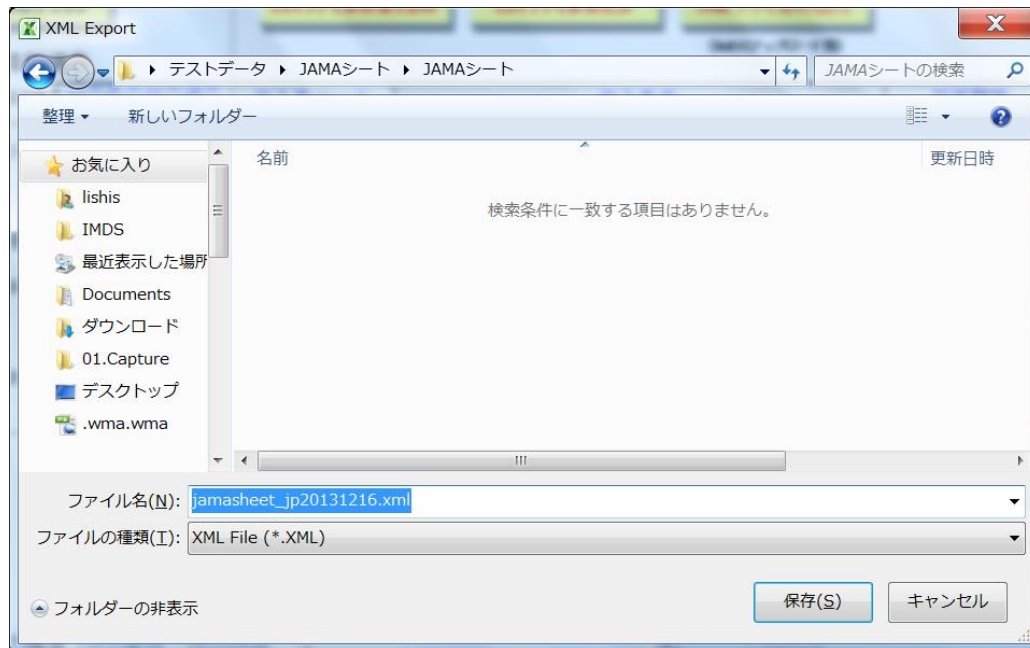 XML Export
テストデータ ▸ JAMAシート ▸ JAMAシート
JAMAシートの検索
整理
新しいフォルダー
名前
更新日時
検索条件に一致する項目はありません。
お気に入り
lishis
IMDS
最近表示した場所
Documents
ダウンロード
01.Capture
デスクトップ
.wma.wma
ファイル名(N): jamasheet_jp20131216.xml
ファイルの種類(T): XML File (*.XML)
フォルダーの非表示
保存(S)
キャンセル